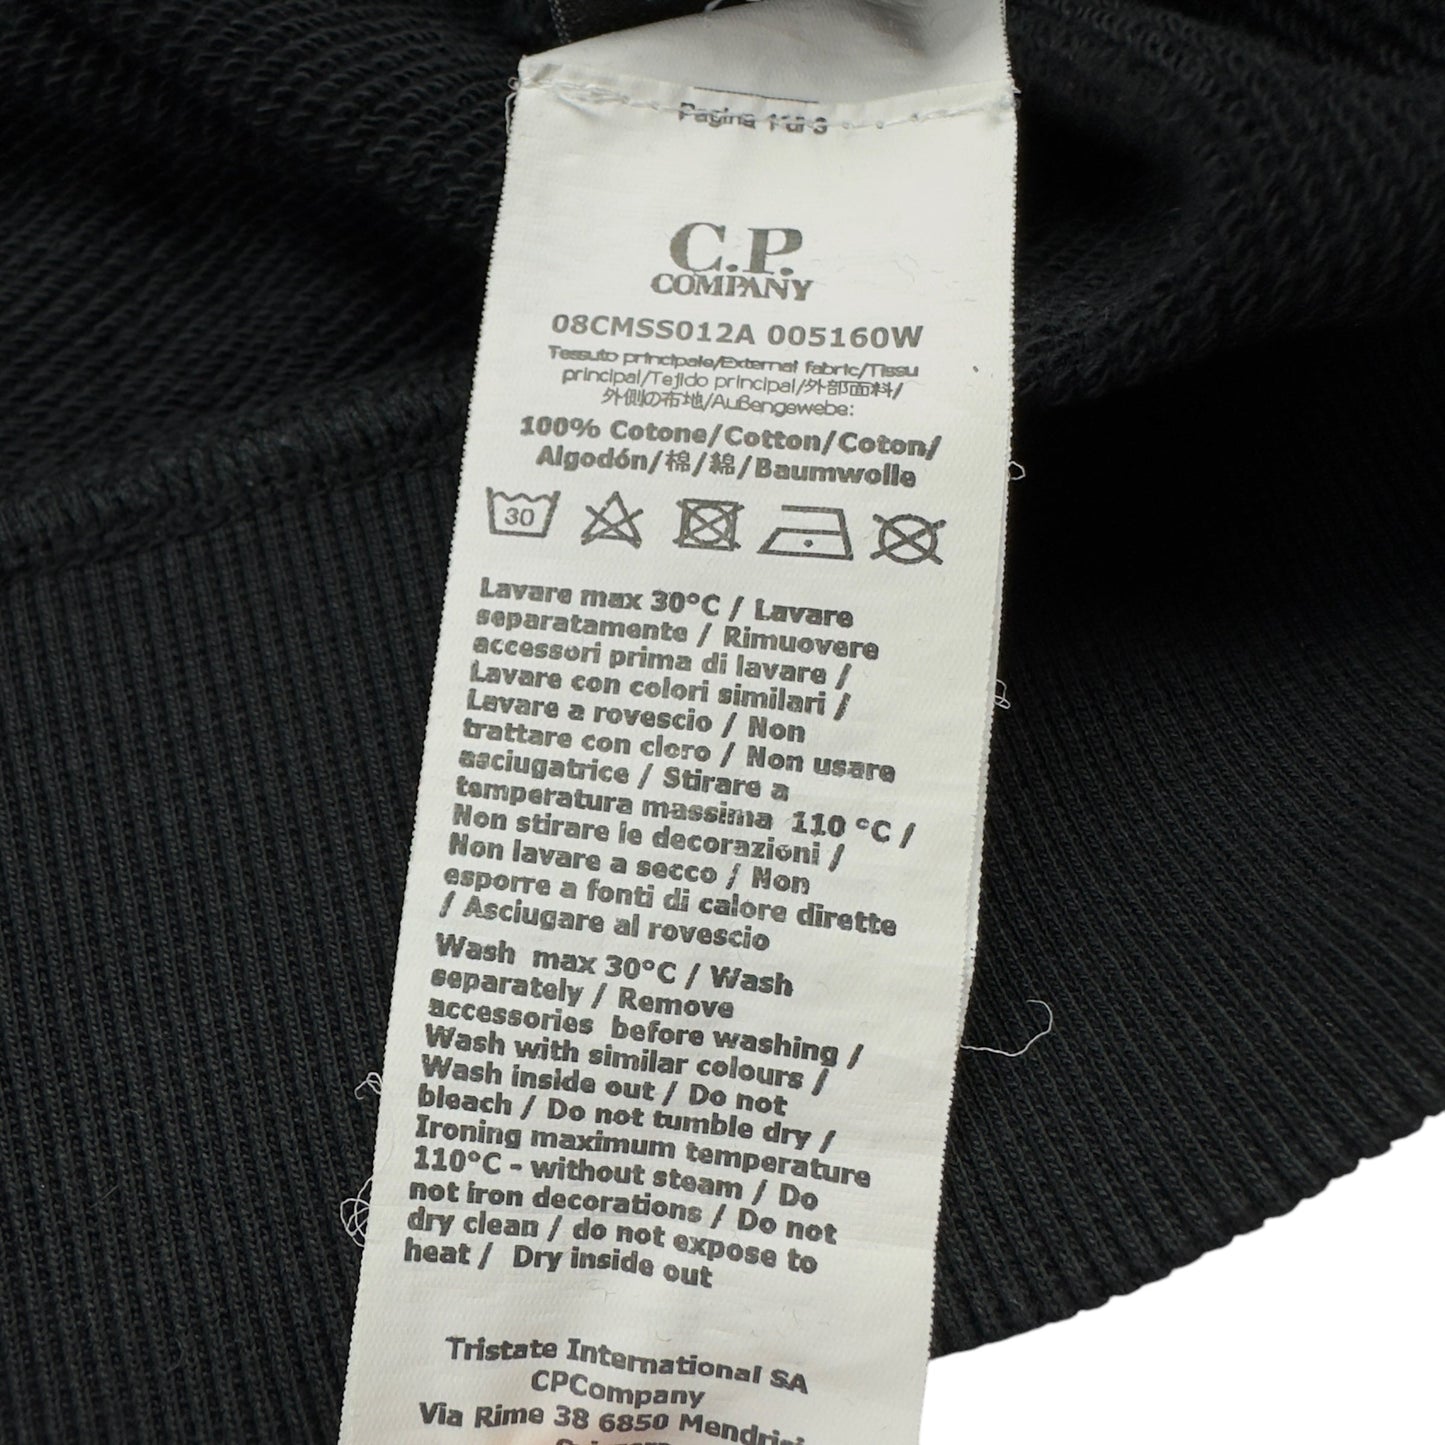 Pagina 1 di 3
C.P.
COMPANY
08CMSS012A 005160W
Tessuto principale/External fabric/Tissu
principal/Tejido principal/外部面料/
外側の布地/Außengewebe:
100% Cotone/Cotton/Coton/
Algodón/棉/綿/Baumwolle
30
Lavare max 30°C / Lavare
separatamente / Rimuovere
accessori prima di lavare /
Lavare con colori similari /
Lavare a rovescio / Non
trattare con cloro / Non usare
asciugatrice / Stirare a
temperatura massima 110 °C /
Non stirare le decorazioni /
Non lavare a secco / Non
esporre a fonti di calore dirette
/ Asciugare al rovescio
Wash max 30°C / Wash
separately / Remove
accessories before washing /
Wash with similar colours /
Wash inside out / Do not
bleach / Do not tumble dry /
Ironing maximum temperature
110°C - without steam / Do
not iron decorations / Do not
dry clean / do not expose to
heat / Dry inside out
Tristate International SA
CPCompany
Via Rime 38 6850 Mendrisi